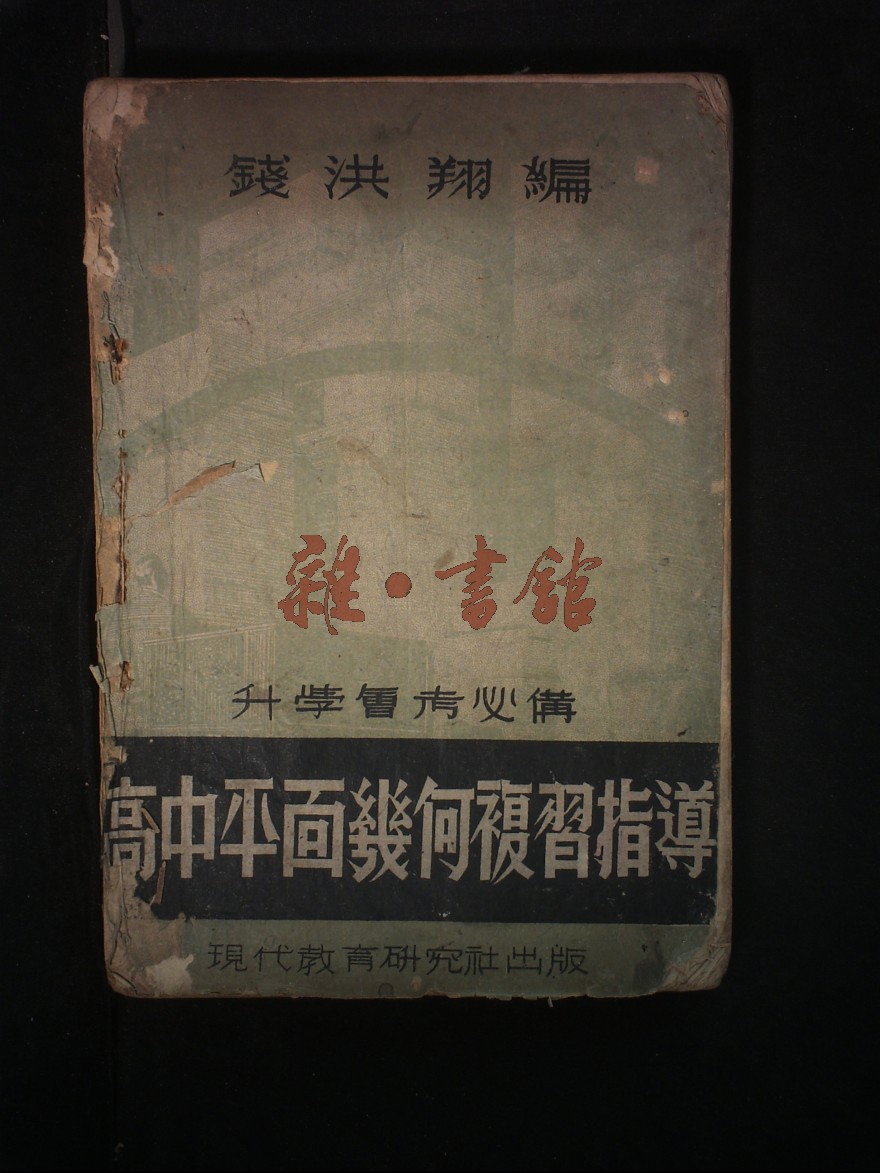 錢洪翔編
雜·書館
升學會考必備
高中平面幾何複習指導
現代教育研究社出版